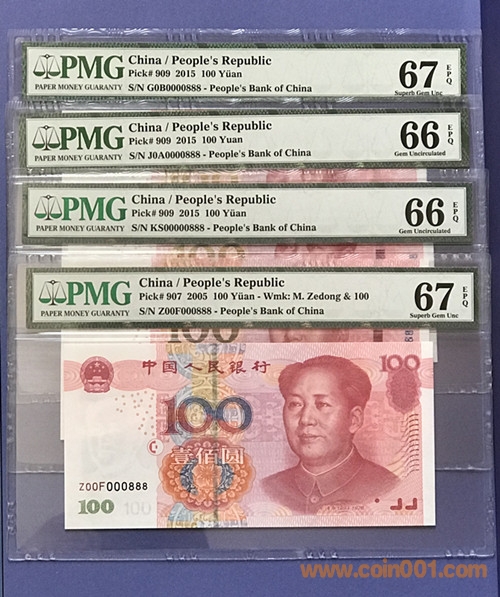 PMG
PAPER MONEY GUARANTY
China / People's Republic
Pick# 909 2015 100 Yüan
S/N G0B0000888 - People's Bank of China
67 EPQ
Superb Gem Unc
PMG
PAPER MONEY GUARANTY
China / People's Republic
Pick# 909 2015 100 Yuan
S/N J0A0000888 - People's Bank of China
66 EPQ
Gem Uncirculated
PMG
PAPER MONEY GUARANTY
China / People's Republic
Pick# 909 2015 100 Yüan
S/N KS00000888 - People's Bank of China
66 EPQ
Gem Uncirculated
100
PMG
PAPER MONEY GUARANTY
China / People's Republic
Pick# 907 2005 100 Yüan - Wmk: M. Zedong & 100
S/N Z00F000888 - People's Bank of China
67 EPQ
Superb Gem Unc
100
中国人民银行
100
100
壹佰圆
Z00F000888
100
100
www.coin001.com